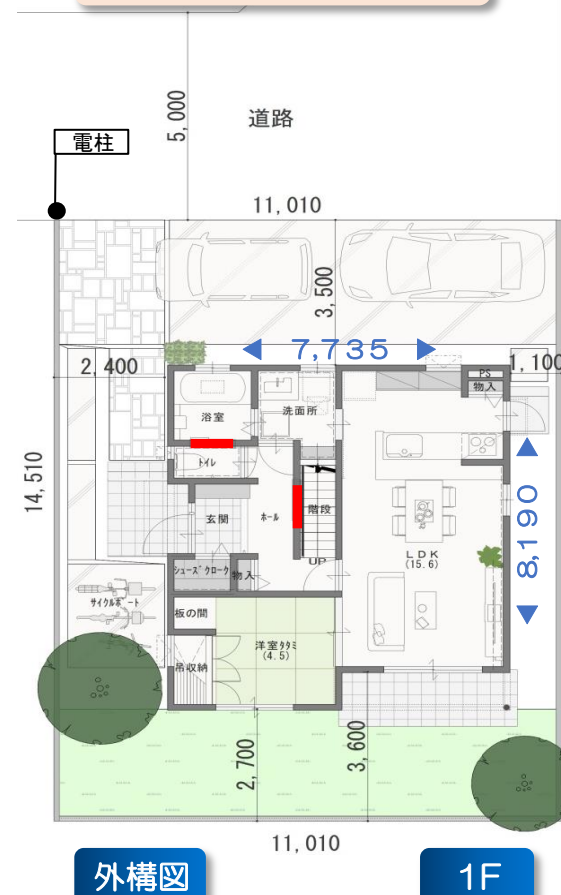 5,000
道路
電柱
11,010
3,500
7,735
2,400
1,100
PS
物入
浴室
洗面所
トイレ
14,510
玄関
ホール
階段
8,190
UP
LDK
(15.6)
シューズクローク
物入
サイクルポート
板の間
洋室タタミ
(4.5)
吊収納
2,700
3,600
11,010
外構図
1F